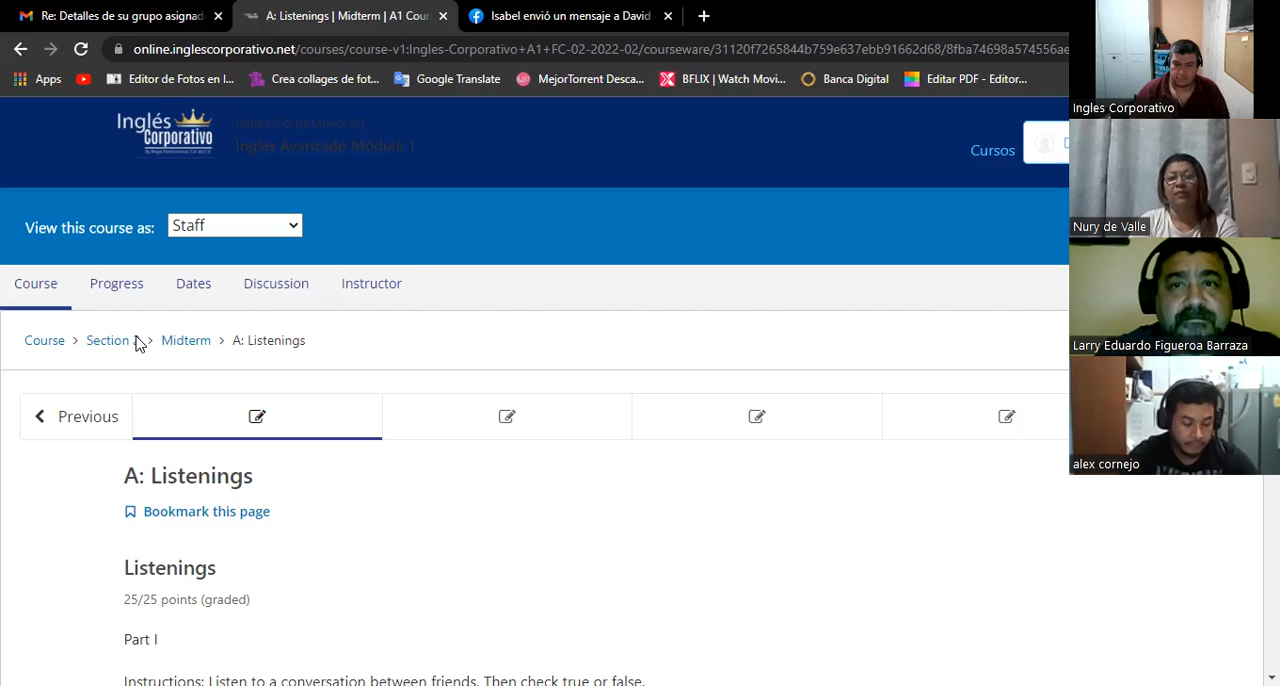 Re: Detalles de su grupo asignad
A: Listenings | Midterm | A1 Cour
Isabel envió un mensaje a David
online.inglescorporativo.net/courses/course-v1:Ingles-Corporativo+A1+FC-02-2022-02/courseware/31120f7265844b759e637ebb91662d68/8fba74698a574556ae
Apps
Editor de Fotos en l...
Crea collages de fot...
Google Translate
MejorTorrent Desca...
BFLIX | Watch Movi...
Banca Digital
Editar PDF - Editor...
Inglés
Corporativo
Inglés Avanzado Módulo 1
Cursos
View this course as:
Staff
Course
Progress
Dates
Discussion
Instructor
Course > Section > Midterm > A: Listenings
Previous
A: Listenings
Bookmark this page
Listenings
25/25 points (graded)
Part I
Instructions: Listen to a conversation between friends. Then check true or false.
Ingles Corporativo
Nury de Valle
Larry Eduardo Figueroa Barraza
alex cornejo